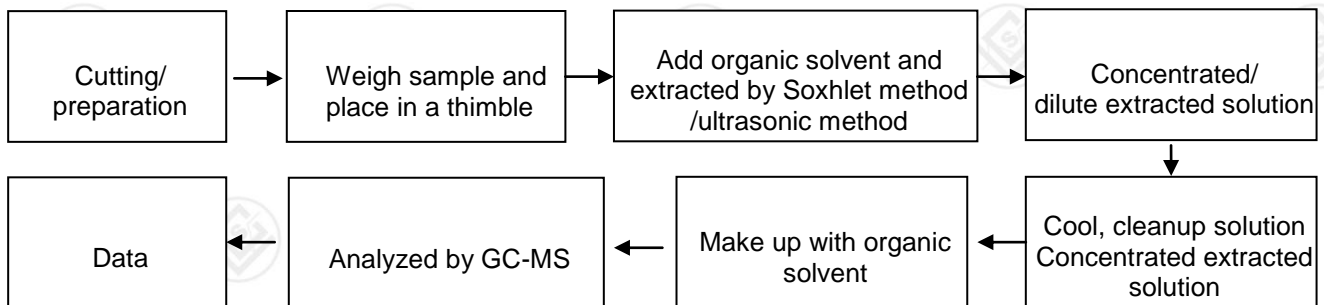 Cutting/
preparation
Weigh sample and
place in a thimble
Add organic solvent and
extracted by Soxhlet method
/ultrasonic method
Concentrated/
dilute extracted solution
Cool, cleanup solution
Concentrated extracted
solution
Make up with organic
solvent
Analyzed by GC-MS
Data